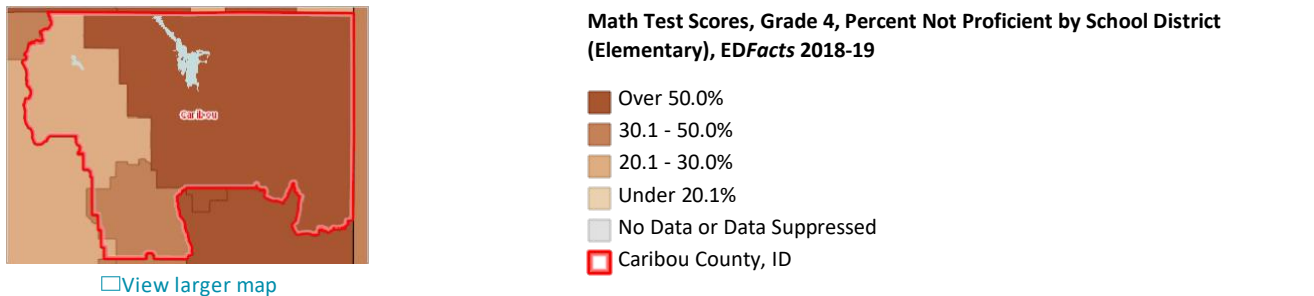 Caribou
View larger map
Math Test Scores, Grade 4, Percent Not Proficient by School District
(Elementary), EDFacts 2018-19
Over 50.0%
30.1 - 50.0%
20.1 - 30.0%
Under 20.1%
No Data or Data Suppressed
Caribou County, ID